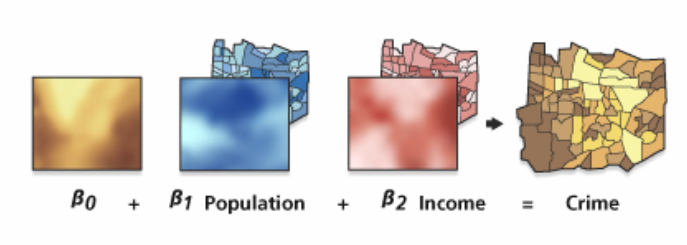 β0 + β1 Population + β2 Income = Crime